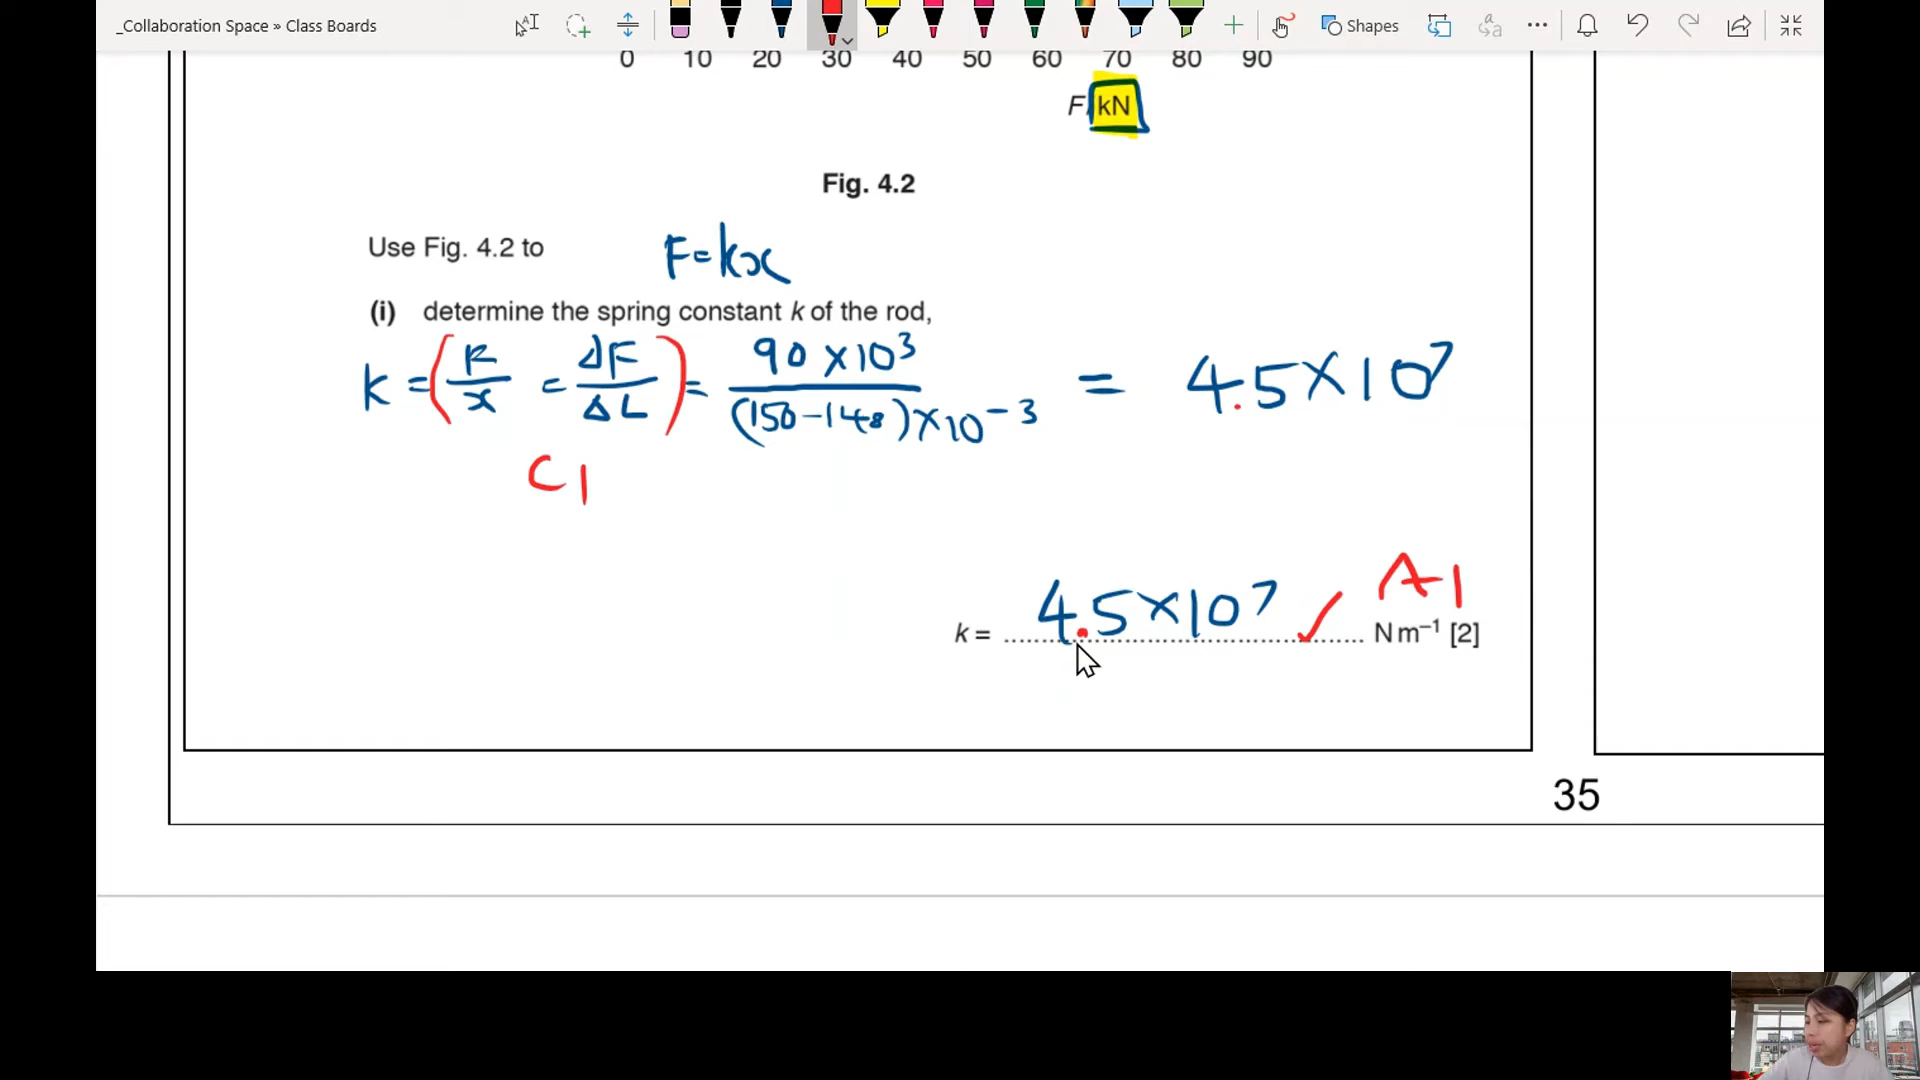 _Collaboration Space » Class Boards
Shapes
0 10 20 30 40 50 60 70 80 90
F/kN
Fig. 4.2
Use Fig. 4.2 to
F=kx
(i) determine the spring constant k of the rod,
k = (F/x = ΔF/ΔL) = 90 × 10³/(150-148)×10⁻³ = 4.5×10⁷
C1
A1
k = 4.5×10⁷ ✓ N m⁻¹ [2]
35